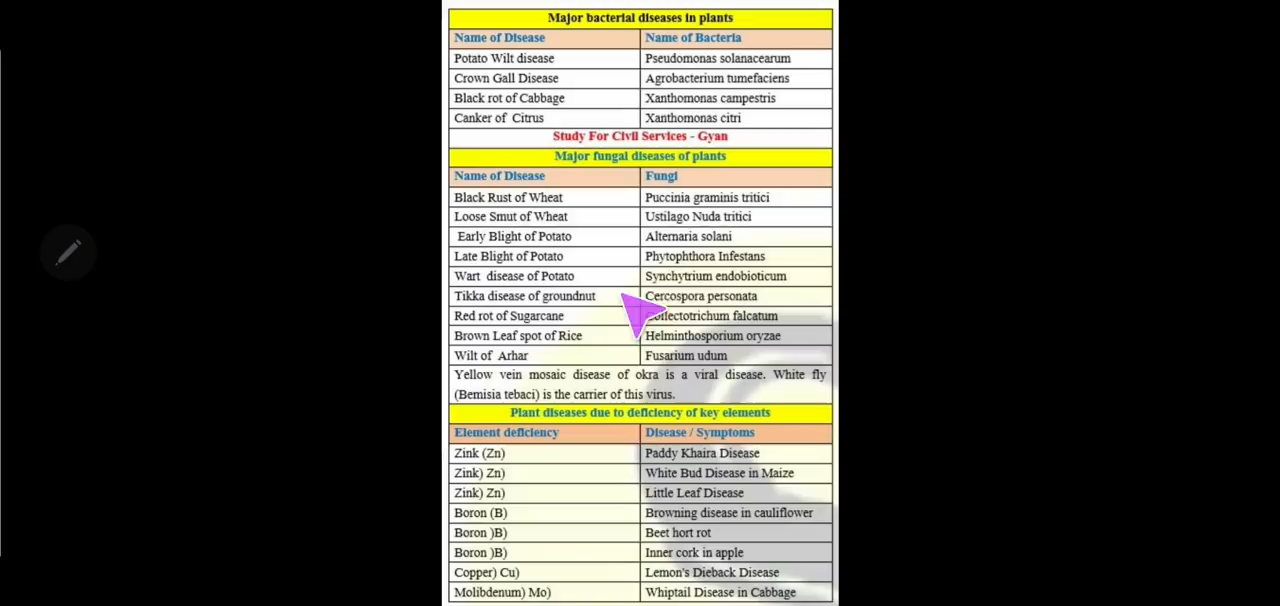 Major bacterial diseases in plants
Name of Disease Name of Bacteria
Potato Wilt disease Pseudomonas solanacearum
Crown Gall Disease Agrobacterium tumefaciens
Black rot of Cabbage Xanthomonas campestris
Canker of Citrus Xanthomonas citri
Study For Civil Services - Gyan
Major fungal diseases of plants
Name of Disease Fungi
Black Rust of Wheat Puccinia graminis tritici
Loose Smut of Wheat Ustilago Nuda tritici
Early Blight of Potato Alternaria solani
Late Blight of Potato Phytophthora Infestans
Wart disease of Potato Synchytrium endobioticum
Tikka disease of groundnut Cercospora personata
Red rot of Sugarcane Collectotrichum falcatum
Brown Leaf spot of Rice Helminthosporium oryzae
Wilt of Arhar Fusarium udum
Yellow vein mosaic disease of okra is a viral disease. White fly
(Bemisia tebaci) is the carrier of this virus.
Plant diseases due to deficiency of key elements
Element deficiency Disease / Symptoms
Zink (Zn) Paddy Khaira Disease
Zink) Zn) White Bud Disease in Maize
Zink) Zn) Little Leaf Disease
Boron (B) Browning disease in cauliflower
Boron )B) Beet hort rot
Boron )B) Inner cork in apple
Copper) Cu) Lemon's Dieback Disease
Molibdenum) Mo) Whiptail Disease in Cabbage